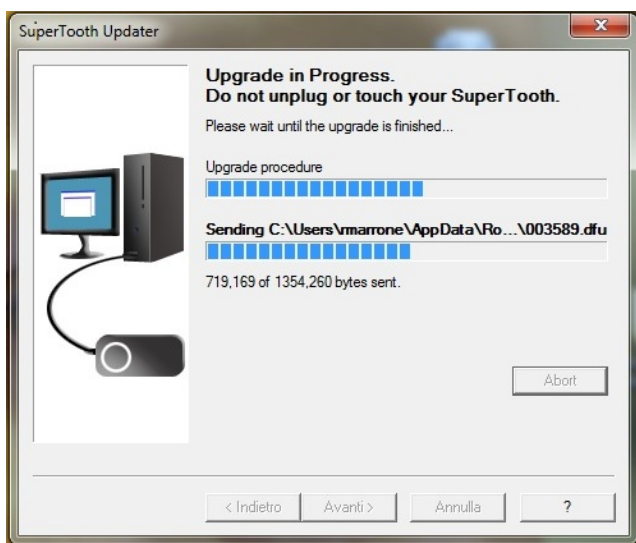 SuperTooth Updater
Upgrade in Progress.
Do not unplug or touch your SuperTooth.
Please wait until the upgrade is finished...
Upgrade procedure
Sending C:\Users\rmarrone\AppData\Ro...\003589.dfu
719,169 of 1354,260 bytes sent.
Abort
< Indietro
Avanti >
Annulla
?